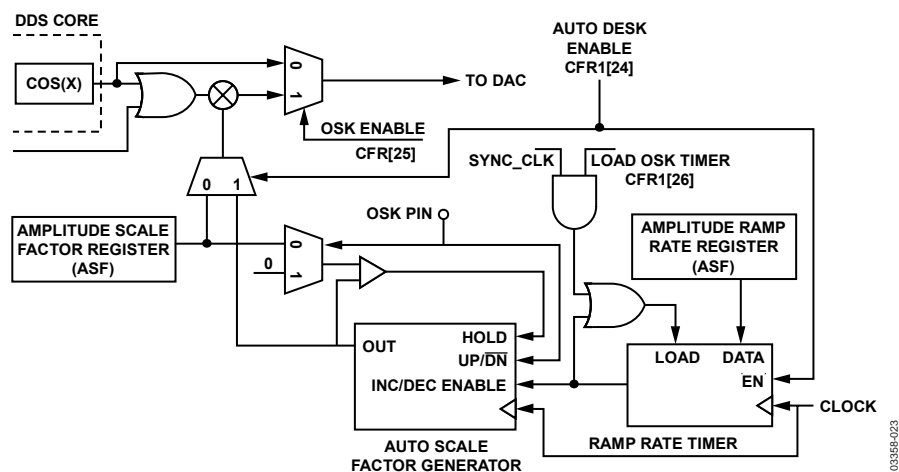 DDS CORE
COS(X)
0
1
TO DAC
OSK ENABLE
CFR[25]
AUTO DESK
ENABLE
CFR1[24]
SYNC_CLK
LOAD OSK TIMER
CFR1[26]
0 1
AMPLITUDE SCALE
FACTOR REGISTER
(ASF)
OSK PIN
0
0
1
AMPLITUDE RAMP
RATE REGISTER
(ASF)
OUT
HOLD
UP/DN
INC/DEC ENABLE
LOAD DATA
EN
CLOCK
RAMP RATE TIMER
AUTO SCALE
FACTOR GENERATOR
03358-023